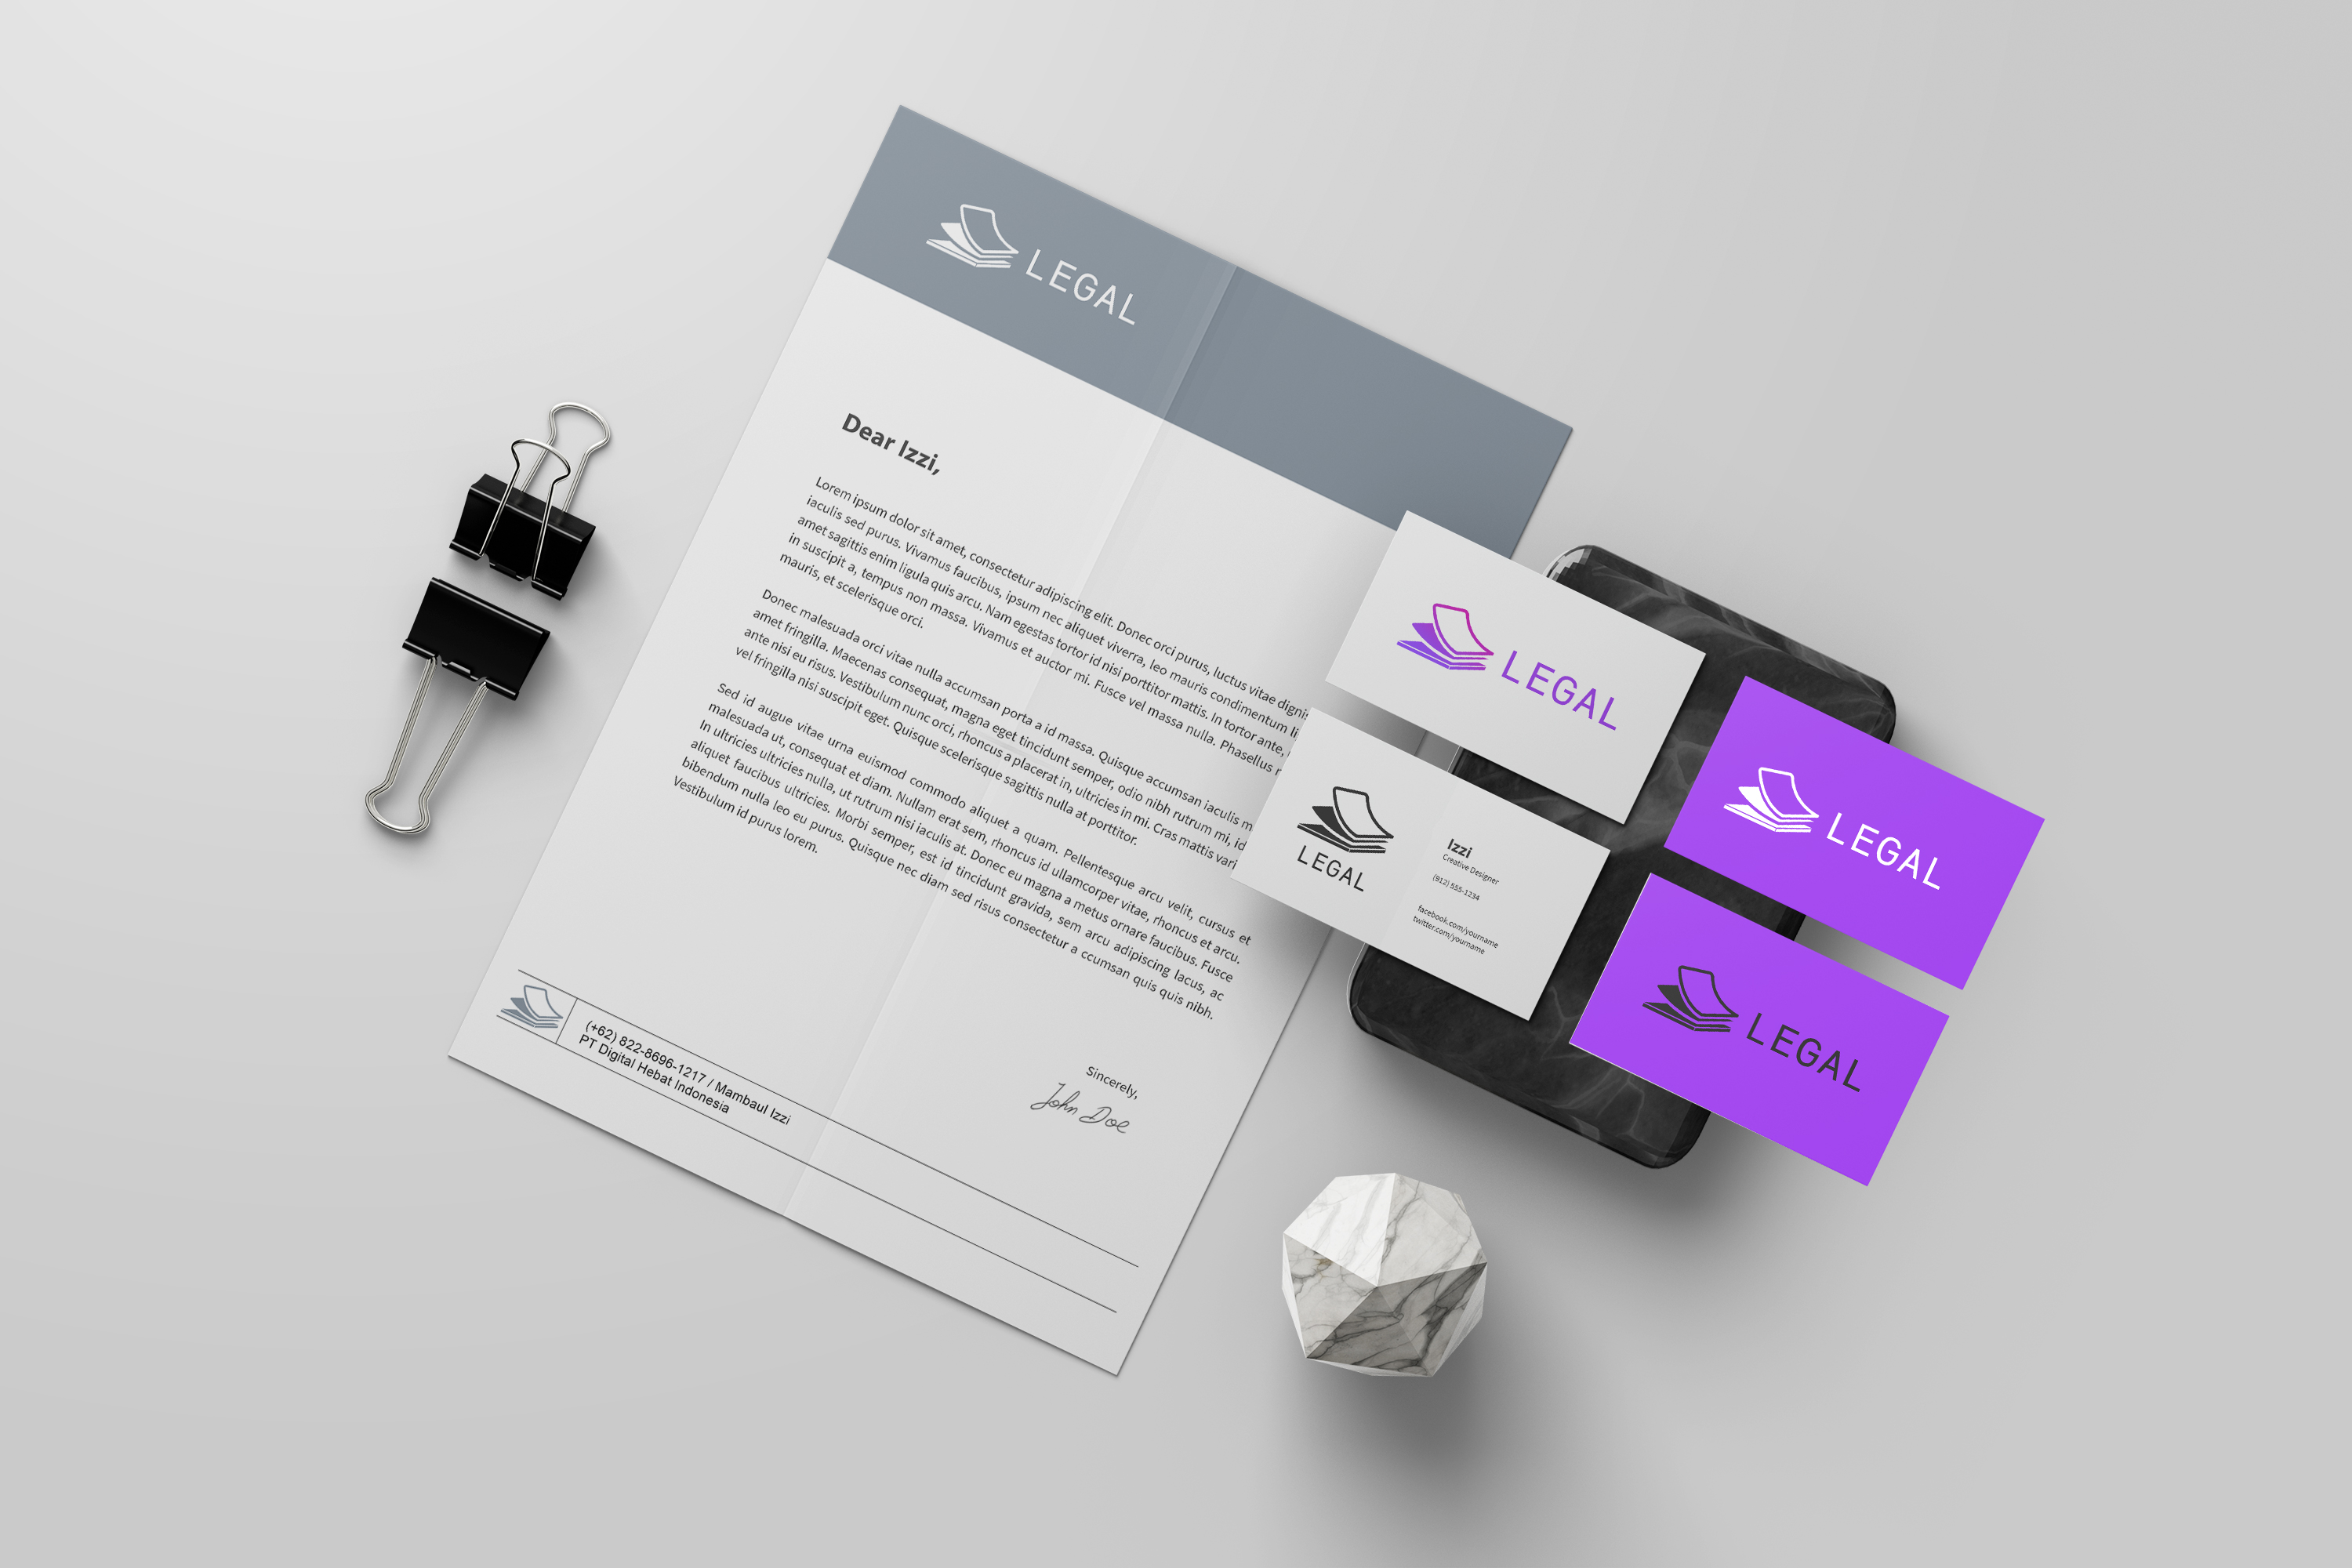 LEGAL
Dear Izzi,
Lorem ipsum dolor sit amet, consectetur adipiscing elit. Donec orci purus, luctus vitae
iaculis sed purus. Vivamus faucibus, ipsum nec aliquet viverra, leo mauris condimentum
amet sagittis enim ligula quis arcu. Nam egestas tortor id nisi porttitor mattis. In tortor ante,
in suscipit a, tempus non massa. Vivamus et auctor mi. Fusce vel massa nulla. Phasellus
mauris, et scelerisque orci.
Donec malesuada orci vitae nulla accumsan porta a id massa. Quisque accumsan iaculis
amet fringilla. Maecenas consequat, magna eget tincidunt semper, odio nibh rutrum mi, id
ante nisi eu risus. Vestibulum nunc orci, rhoncus a placerat in, ultricies in mi. Cras mattis
vel fringilla nisi suscipit eget. Quisque scelerisque sagittis nulla at porttitor.
Sed id augue vitae urna euismod commodo aliquet a quam. Pellentesque arcu velit, cursus et
malesuada ut, consequat et diam. Nullam erat sem, rhoncus id ullamcorper vitae, rhoncus et arcu.
In ultricies ultricies nulla, ut rutrum nisi iaculis at. Donec eu magna a metus ornare faucibus. Fusce
aliquet faucibus ultricies. Morbi semper, est id tincidunt gravida, sem arcu adipiscing lacus, ac
bibendum nulla leo eu purus. Quisque nec diam sed risus consectetur a ccumsan quis quis nibh.
Vestibulum id purus lorem.
Sincerely,
John Doe
(+62) 822-8696-1217 / Mambaul Izzi
PT Digital Hebat Indonesia
LEGAL
LEGAL
Izzi
Creative Designer
(912) 555-1234
facebook.com/yourname
twitter.com/yourname
LEGAL
LEGAL